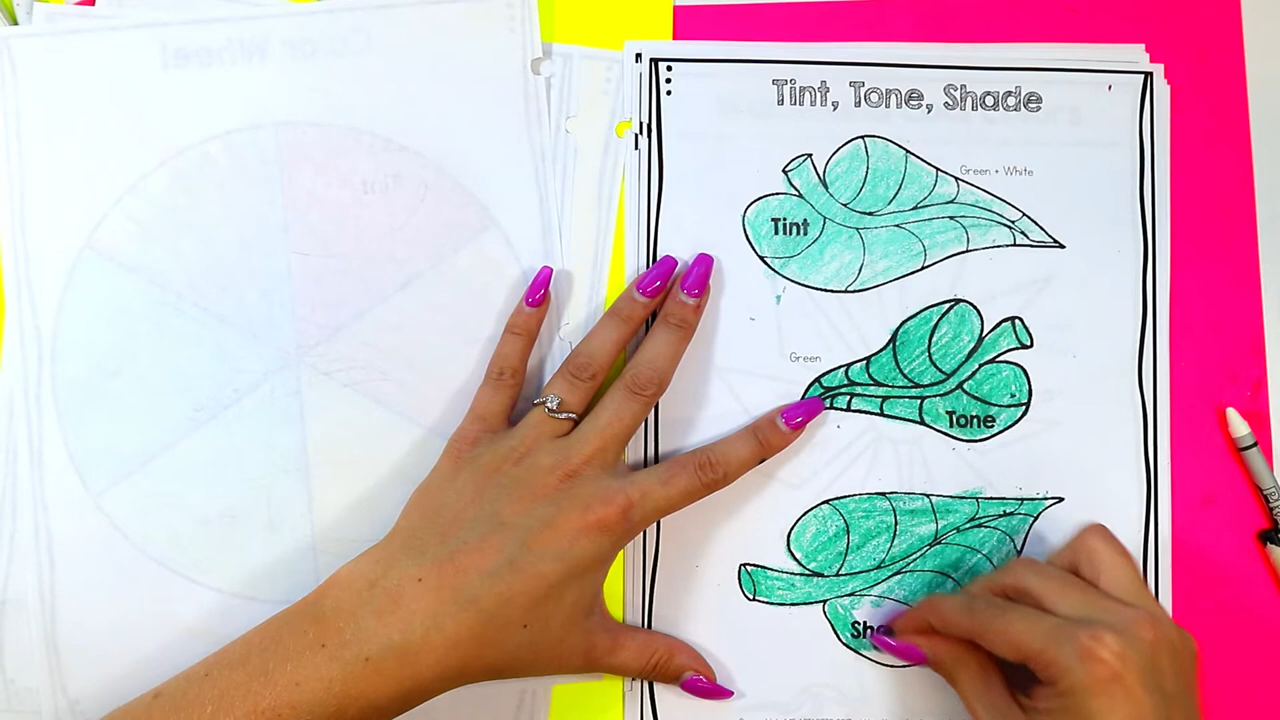 Tint, Tone, Shade
Green + White
Tint
Green
Tone